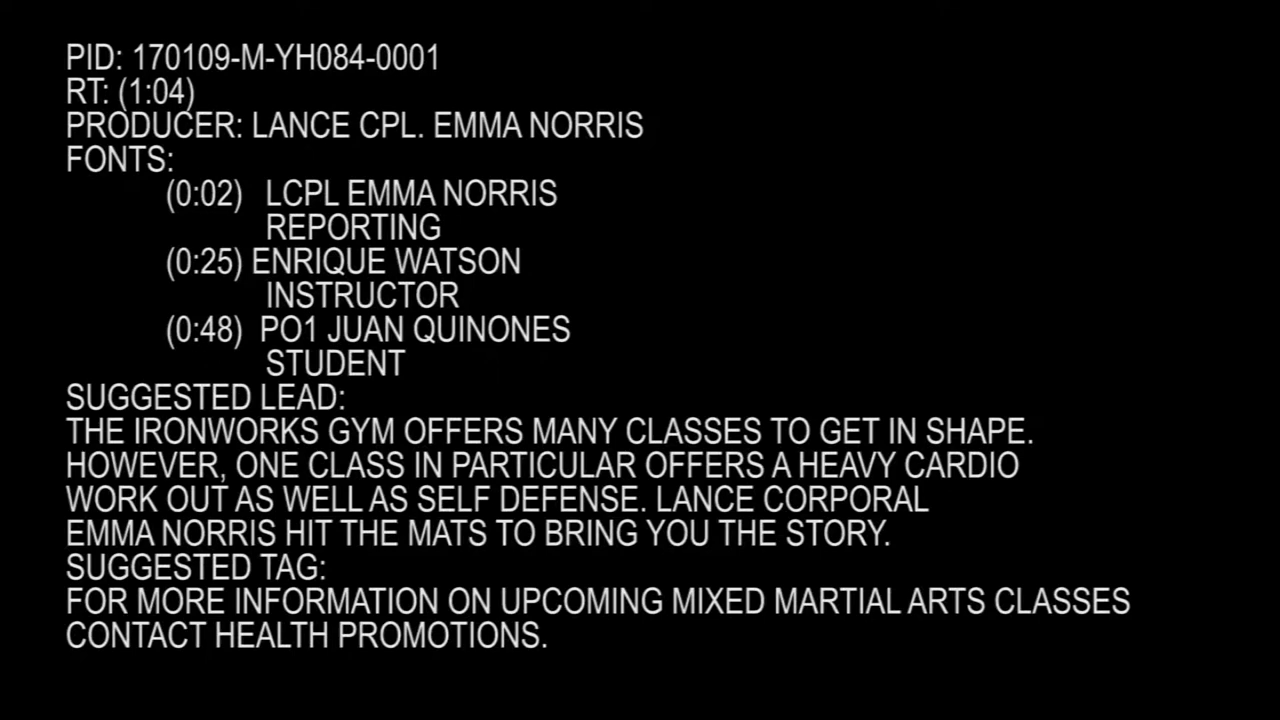 PID: 170109-M-YH084-0001
RT: (1:04)
PRODUCER: LANCE CPL. EMMA NORRIS
FONTS:
(0:02) LCPL EMMA NORRIS
REPORTING
(0:25) ENRIQUE WATSON
INSTRUCTOR
(0:48) PO1 JUAN QUINONES
STUDENT
SUGGESTED LEAD:
THE IRONWORKS GYM OFFERS MANY CLASSES TO GET IN SHAPE.
HOWEVER, ONE CLASS IN PARTICULAR OFFERS A HEAVY CARDIO
WORK OUT AS WELL AS SELF DEFENSE. LANCE CORPORAL
EMMA NORRIS HIT THE MATS TO BRING YOU THE STORY.
SUGGESTED TAG:
FOR MORE INFORMATION ON UPCOMING MIXED MARTIAL ARTS CLASSES
CONTACT HEALTH PROMOTIONS.